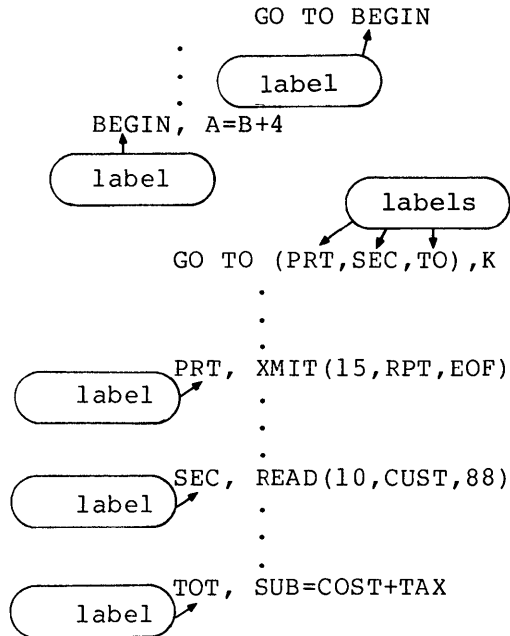 GO TO BEGIN
label
BEGIN, A=B+4
label
labels
GO TO (PRT,SEC,TO),K
PRT, XMIT(15,RPT,EOF)
label
SEC, READ(10,CUST,88)
label
TOT, SUB=COST+TAX
label